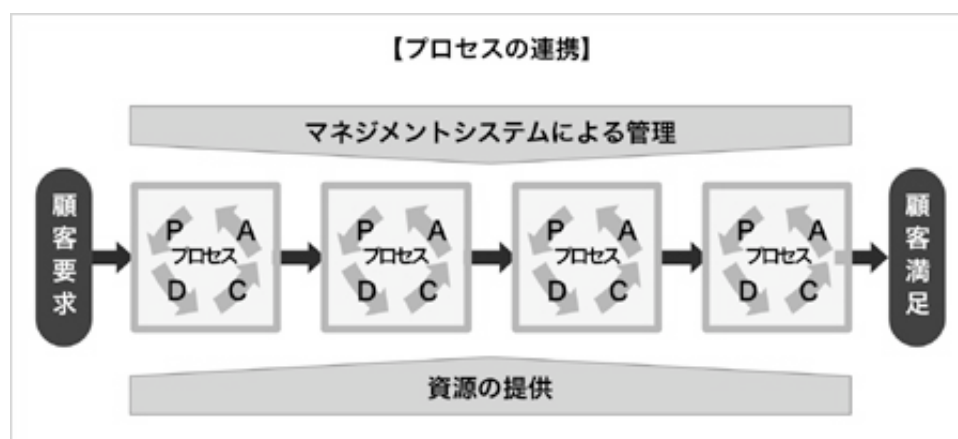 【プロセスの連携】
マネジメントシステムによる管理
顧客要求
P A
プロセス
D C
P A
プロセス
D C
P A
プロセス
D C
P A
プロセス
D C
顧客満足
資源の提供